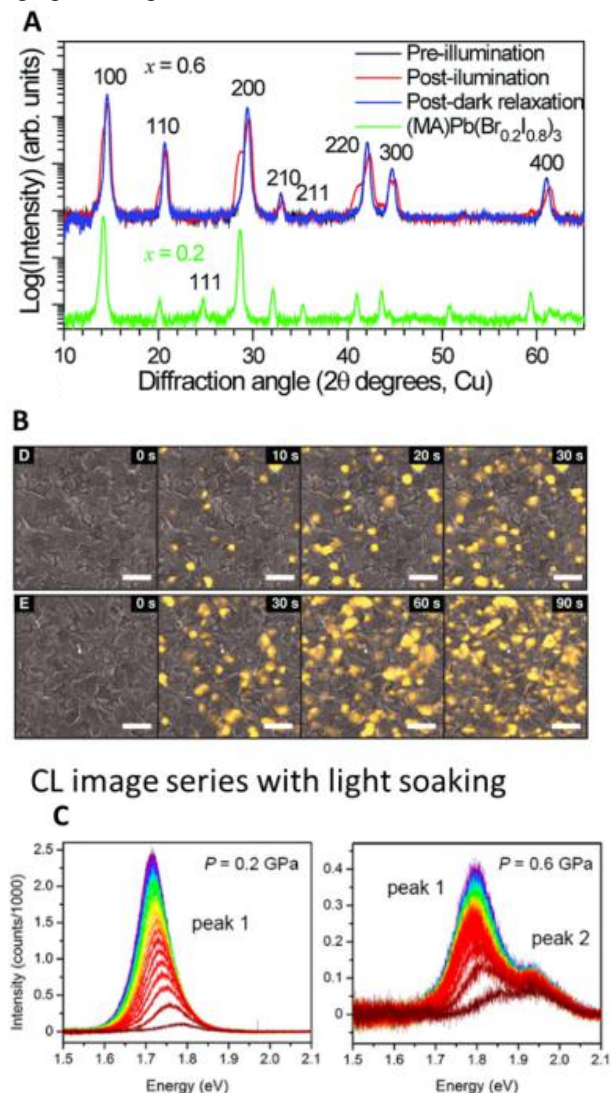 A
x = 0.6
Pre-illumination
Post-ilumination
Post-dark relaxation
(MA)Pb(Br0.2I0.8)3
100
110
200
210
211
220
300
400
x = 0.2
111
Log(Intensity) (arb. units)
10 20 30 40 50 60
Diffraction angle (2θ degrees, Cu)
B
D 0 s 10 s 20 s 30 s
E 0 s 30 s 60 s 90 s
CL image series with light soaking
C
P = 0.2 GPa
peak 1
Intensity (counts/1000)
2.5
2.0
1.5
1.0
0.5
0
1.5 1.6 1.7 1.8 1.9 2.0 2.1
Energy (eV)
P = 0.6 GPa
peak 1
peak 2
0.4
0.3
0.2
0.1
0
1.5 1.6 1.7 1.8 1.9 2.0 2.1
Energy (eV)